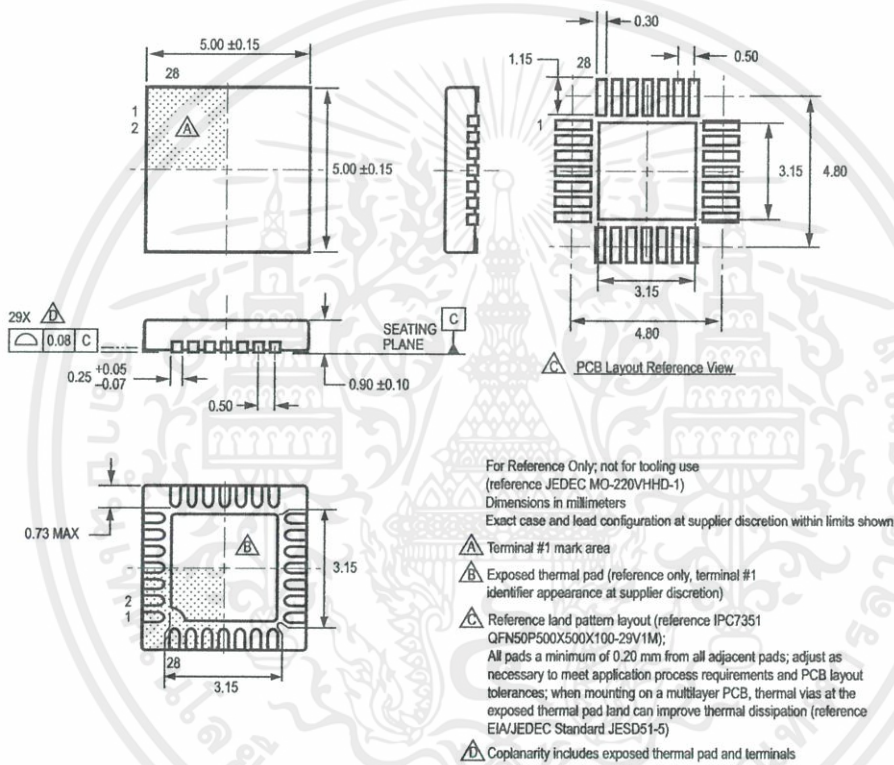 5.00 ±0.15
28
1
2
A
5.00 ±0.15
0.30
1.15
28
0.50
1
3.15
4.80
3.15
4.80
C PCB Layout Reference View
29X D
0.08 C
SEATING
PLANE
C
0.25 +0.05
–0.07
0.50
0.90 ±0.10
0.73 MAX
B
3.15
2
1
28
3.15
For Reference Only; not for tooling use
(reference JEDEC MO-220VHHD-1)
Dimensions in millimeters
Exact case and lead configuration at supplier discretion within limits shown
A Terminal #1 mark area
B Exposed thermal pad (reference only, terminal #1
identifier appearance at supplier discretion)
C Reference land pattern layout (reference IPC7351
QFN50P500X500X100-29V1M);
All pads a minimum of 0.20 mm from all adjacent pads; adjust as
necessary to meet application process requirements and PCB layout
tolerances; when mounting on a multilayer PCB, thermal vias at the
exposed thermal pad land can improve thermal dissipation (reference
EIA/JEDEC Standard JESD51-5)
D Coplanarity includes exposed thermal pad and terminals